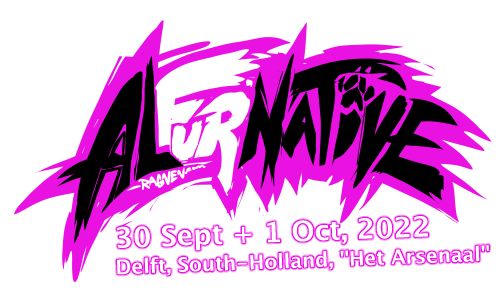 ALFURNATIVE
30 Sept + 1 Oct, 2022
Delft, South-Holland, "Het Arsenaal"